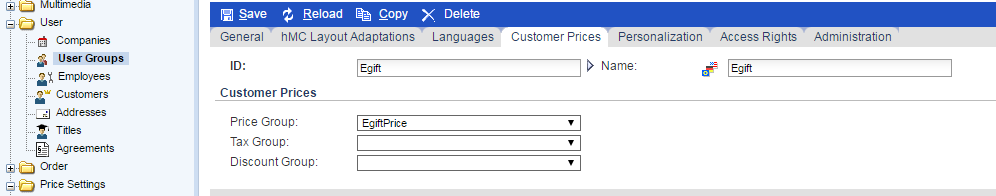 Multimedia
User
Companies
User Groups
Employees
Customers
Addresses
Titles
Agreements
Order
Price Settings
Save Reload Copy Delete
General hMC Layout Adaptations Languages Customer Prices Personalization Access Rights Administration
ID: Egift Name: Egift
Customer Prices
Price Group: EgiftPrice
Tax Group:
Discount Group: